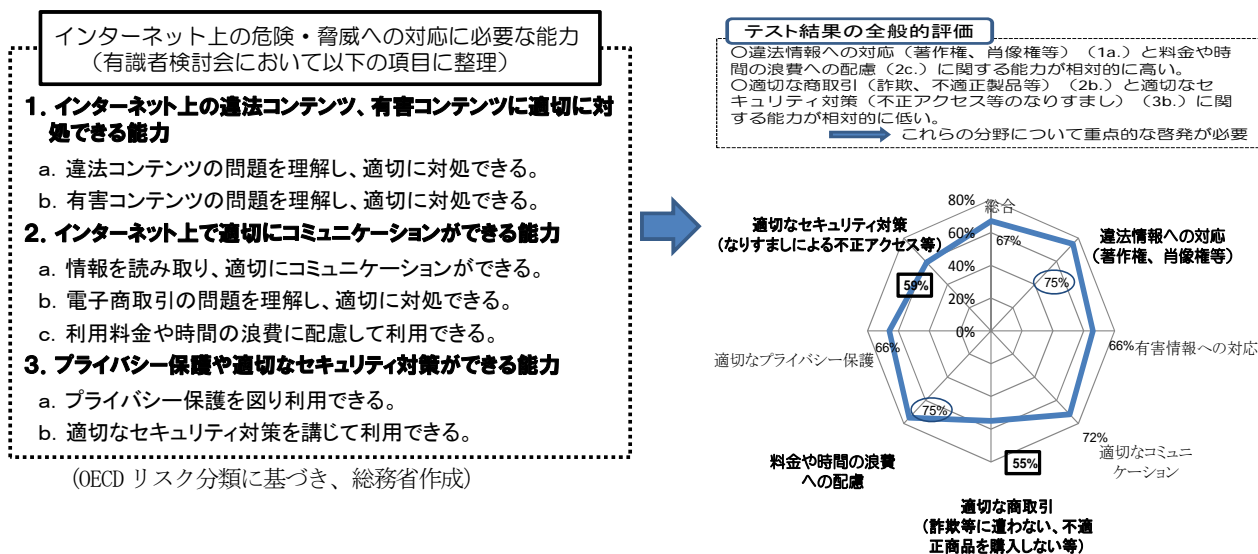 インターネット上の危険・脅威への対応に必要な能力
（有識者検討会において以下の項目に整理）
1. インターネット上の違法コンテンツ、有害コンテンツに適切に対
処できる能力
a. 違法コンテンツの問題を理解し、適切に対処できる。
b. 有害コンテンツの問題を理解し、適切に対処できる。
2. インターネット上で適切にコミュニケーションができる能力
a. 情報を読み取り、適切にコミュニケーションができる。
b. 電子商取引の問題を理解し、適切に対処できる。
c. 利用料金や時間の浪費に配慮して利用できる。
3. プライバシー保護や適切なセキュリティ対策ができる能力
a. プライバシー保護を図り利用できる。
b. 適切なセキュリティ対策を講じて利用できる。
(OECD リスク分類に基づき、総務省作成)
テスト結果の全般的評価
○違法情報への対応（著作権、肖像権等）（1a.）と料金や時
間の浪費への配慮（2c.）に関する能力が相対的に高い。
○適切な商取引（詐欺、不適正製品等）（2b.）と適切なセ
キュリティ対策（不正アクセス等のなりすまし）（3b.）に関
する能力が相対的に低い。
これらの分野について重点的な啓発が必要
80%
60%
40%
20%
0%
総合
67%
違法情報への対応
（著作権、肖像権等）
75%
66%
有害情報への対応
72%
適切なコミュニ
ケーション
55%
適切な商取引
（詐欺等に遭わない、不適
正商品を購入しない等）
75%
料金や時間の浪費
への配慮
66%
適切なプライバシー保護
59%
適切なセキュリティ対策
（なりすましによる不正アクセス等）